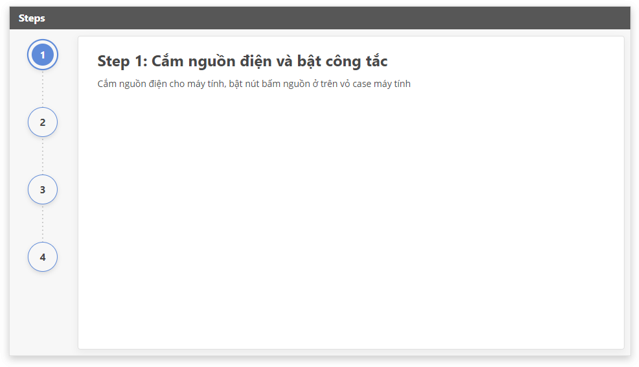 Steps
1
Step 1: Cắm nguồn điện và bật công tắc
Cắm nguồn điện cho máy tính, bật nút bấm nguồn ở trên vỏ case máy tính
2
3
4